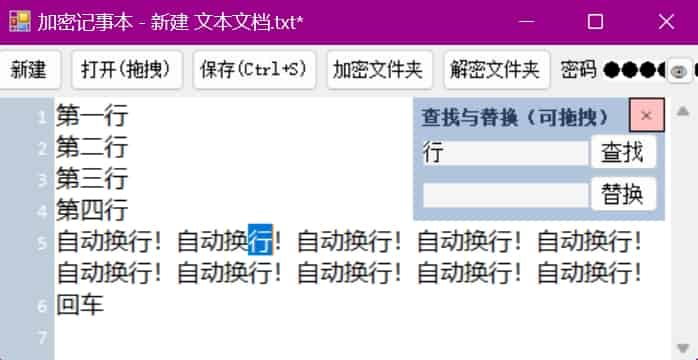 加密记事本 - 新建 文本文档.txt*
新建 打开(拖拽) 保存(Ctrl+S) 加密文件夹 解密文件夹 密码 ●●●●
查找与替换（可拖拽） ×
行 查找
替换
1 第一行
2 第二行
3 第三行
4 第四行
5 自动换行！自动换行！自动换行！自动换行！自动换行！
自动换行！自动换行！自动换行！自动换行！自动换行！
6 回车
7